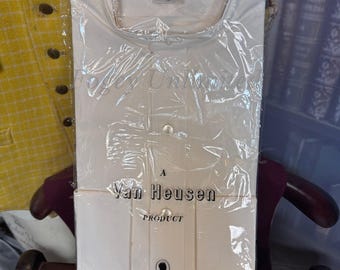 A
Van Heusen
PRODUCT